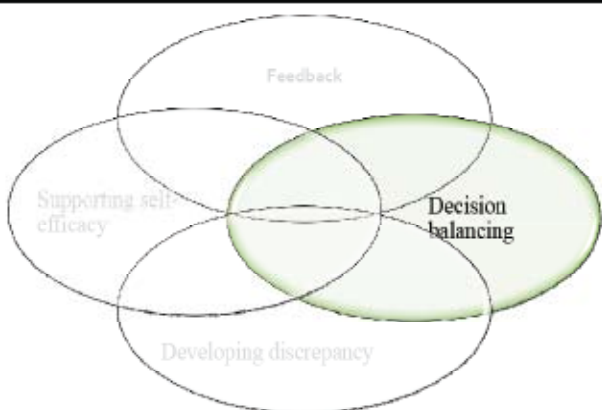 Feedback
Supporting self-
efficacy
Decision
balancing
Developing discrepancy